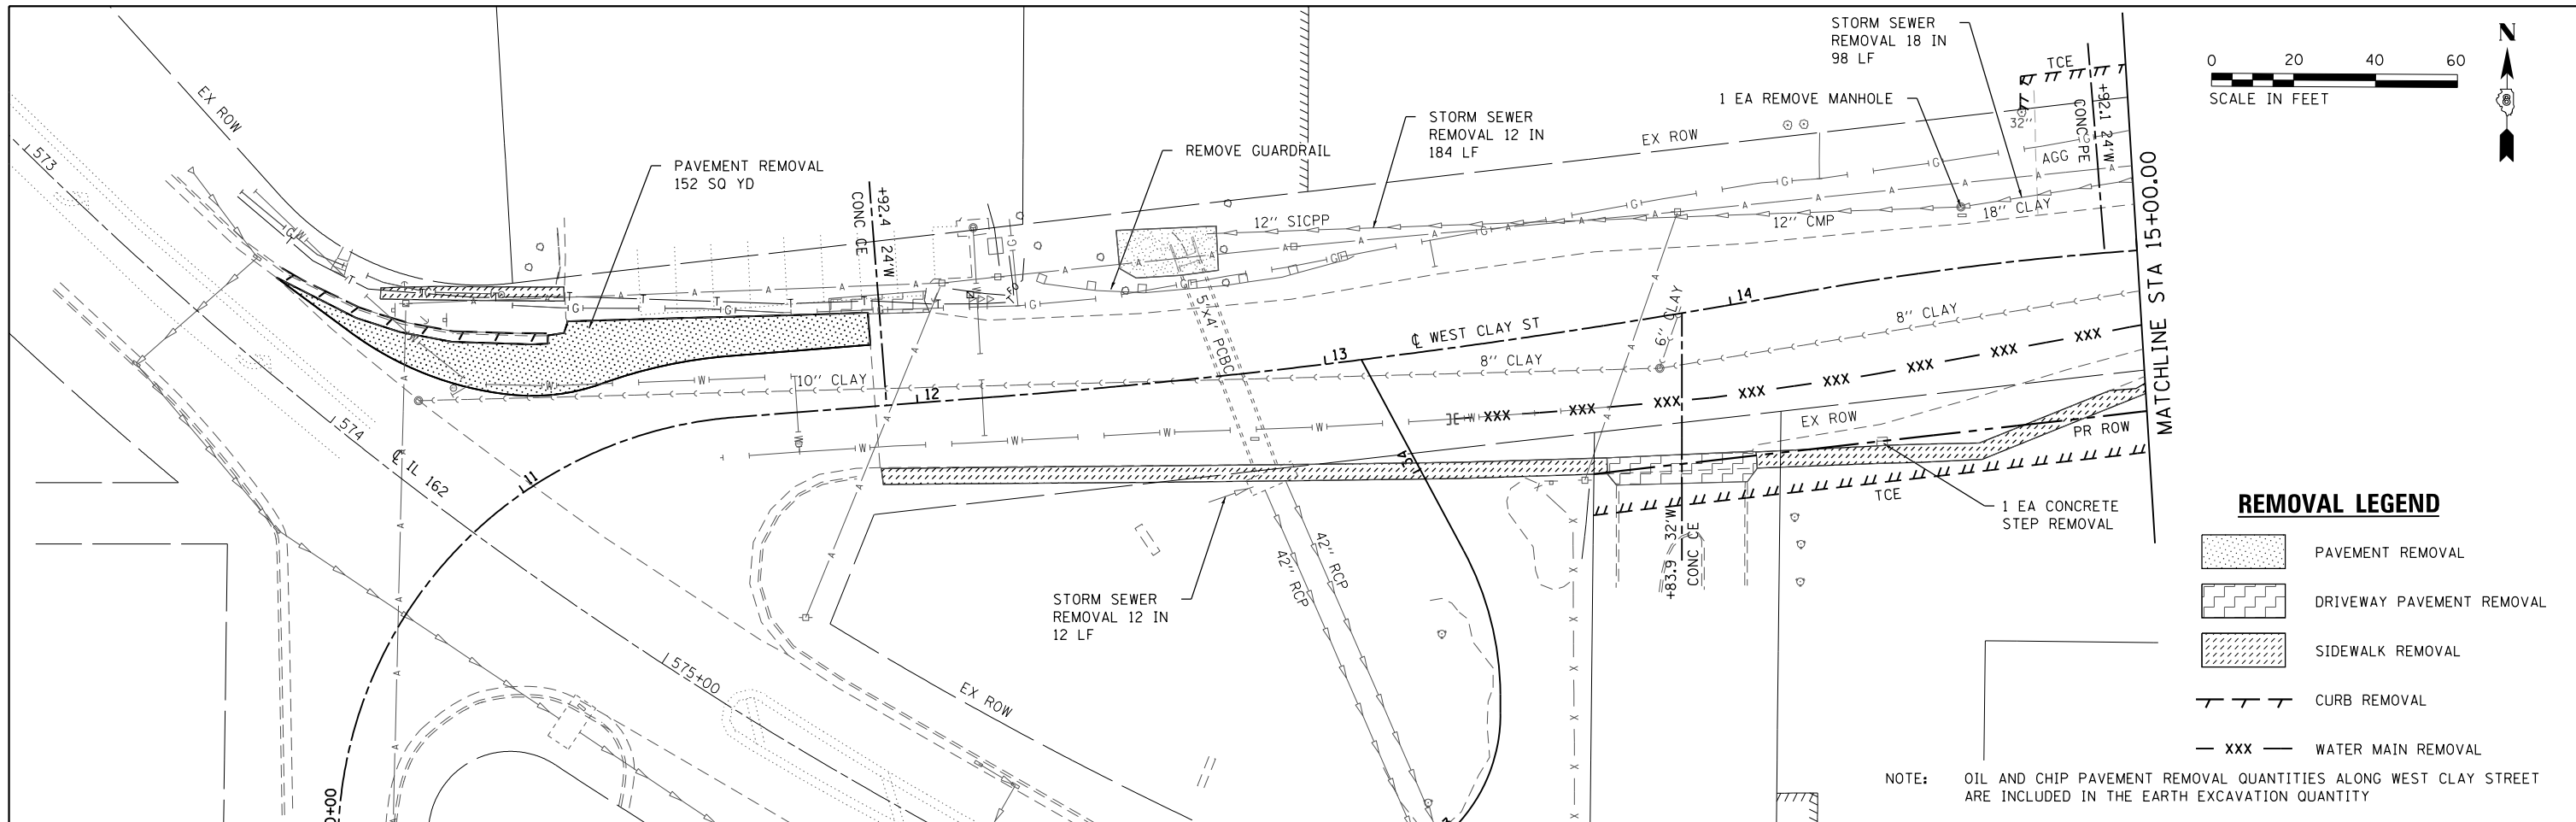 EX ROW
573
574
℄ IL 162
575+00
11
12
13
14
PAVEMENT REMOVAL
152 SQ YD
CONC CE
+92.4 24'W
10'' CLAY
REMOVE GUARDRAIL
12'' SICPP
STORM SEWER
REMOVAL 12 IN
184 LF
EX ROW
1 EA REMOVE MANHOLE
STORM SEWER
REMOVAL 18 IN
98 LF
12'' CMP
18'' CLAY
TCE
32''
AGG
CONC PE
+92.1 24'W
MATCHLINE STA 15+00.00
℄ WEST CLAY ST
8'' CLAY
6'' CLAY
8'' CLAY
5'X4' PCBC
54
EX ROW
PR ROW
TCE
1 EA CONCRETE
STEP REMOVAL
+83.9 32'W
CONC CE
STORM SEWER
REMOVAL 12 IN
12 LF
42'' RCP
42'' RCP
EX ROW
0+00
0 20 40 60
SCALE IN FEET
N
REMOVAL LEGEND
PAVEMENT REMOVAL
DRIVEWAY PAVEMENT REMOVAL
SIDEWALK REMOVAL
CURB REMOVAL
XXX WATER MAIN REMOVAL
NOTE: OIL AND CHIP PAVEMENT REMOVAL QUANTITIES ALONG WEST CLAY STREET
ARE INCLUDED IN THE EARTH EXCAVATION QUANTITY